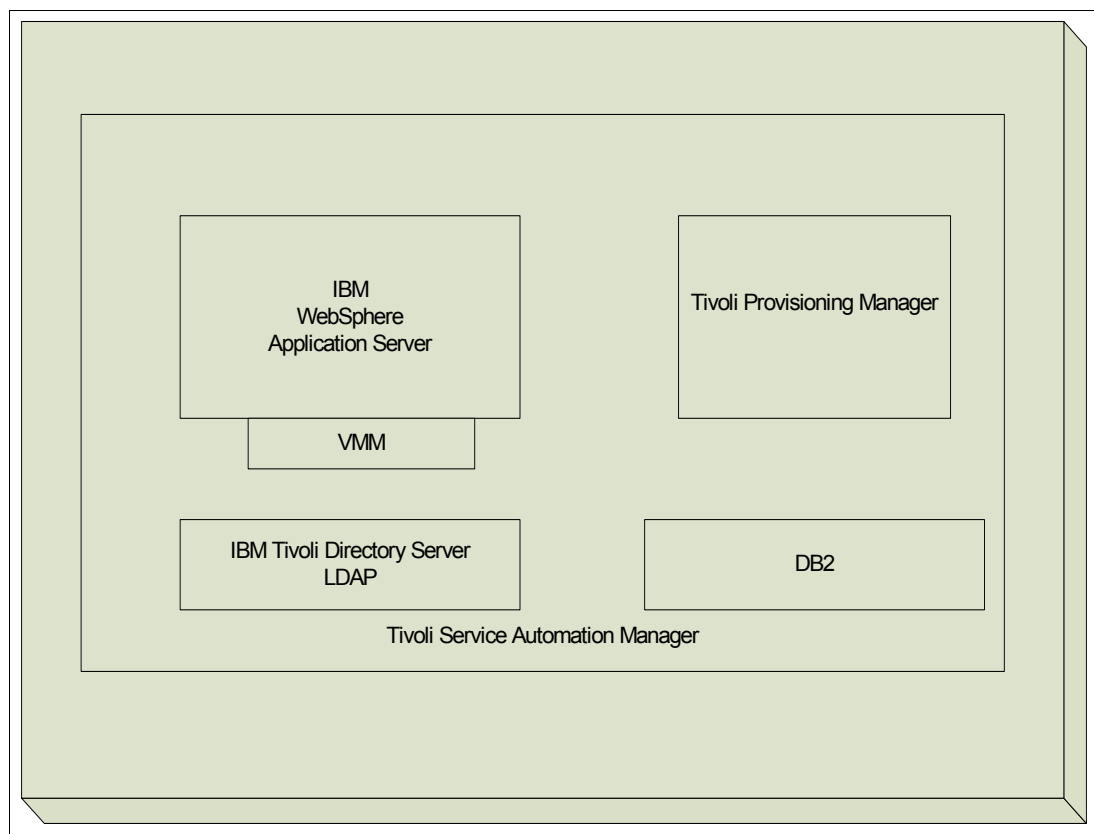 IBM
WebSphere
Application Server
Tivoli Provisioning Manager
VMM
IBM Tivoli Directory Server
LDAP
DB2
Tivoli Service Automation Manager